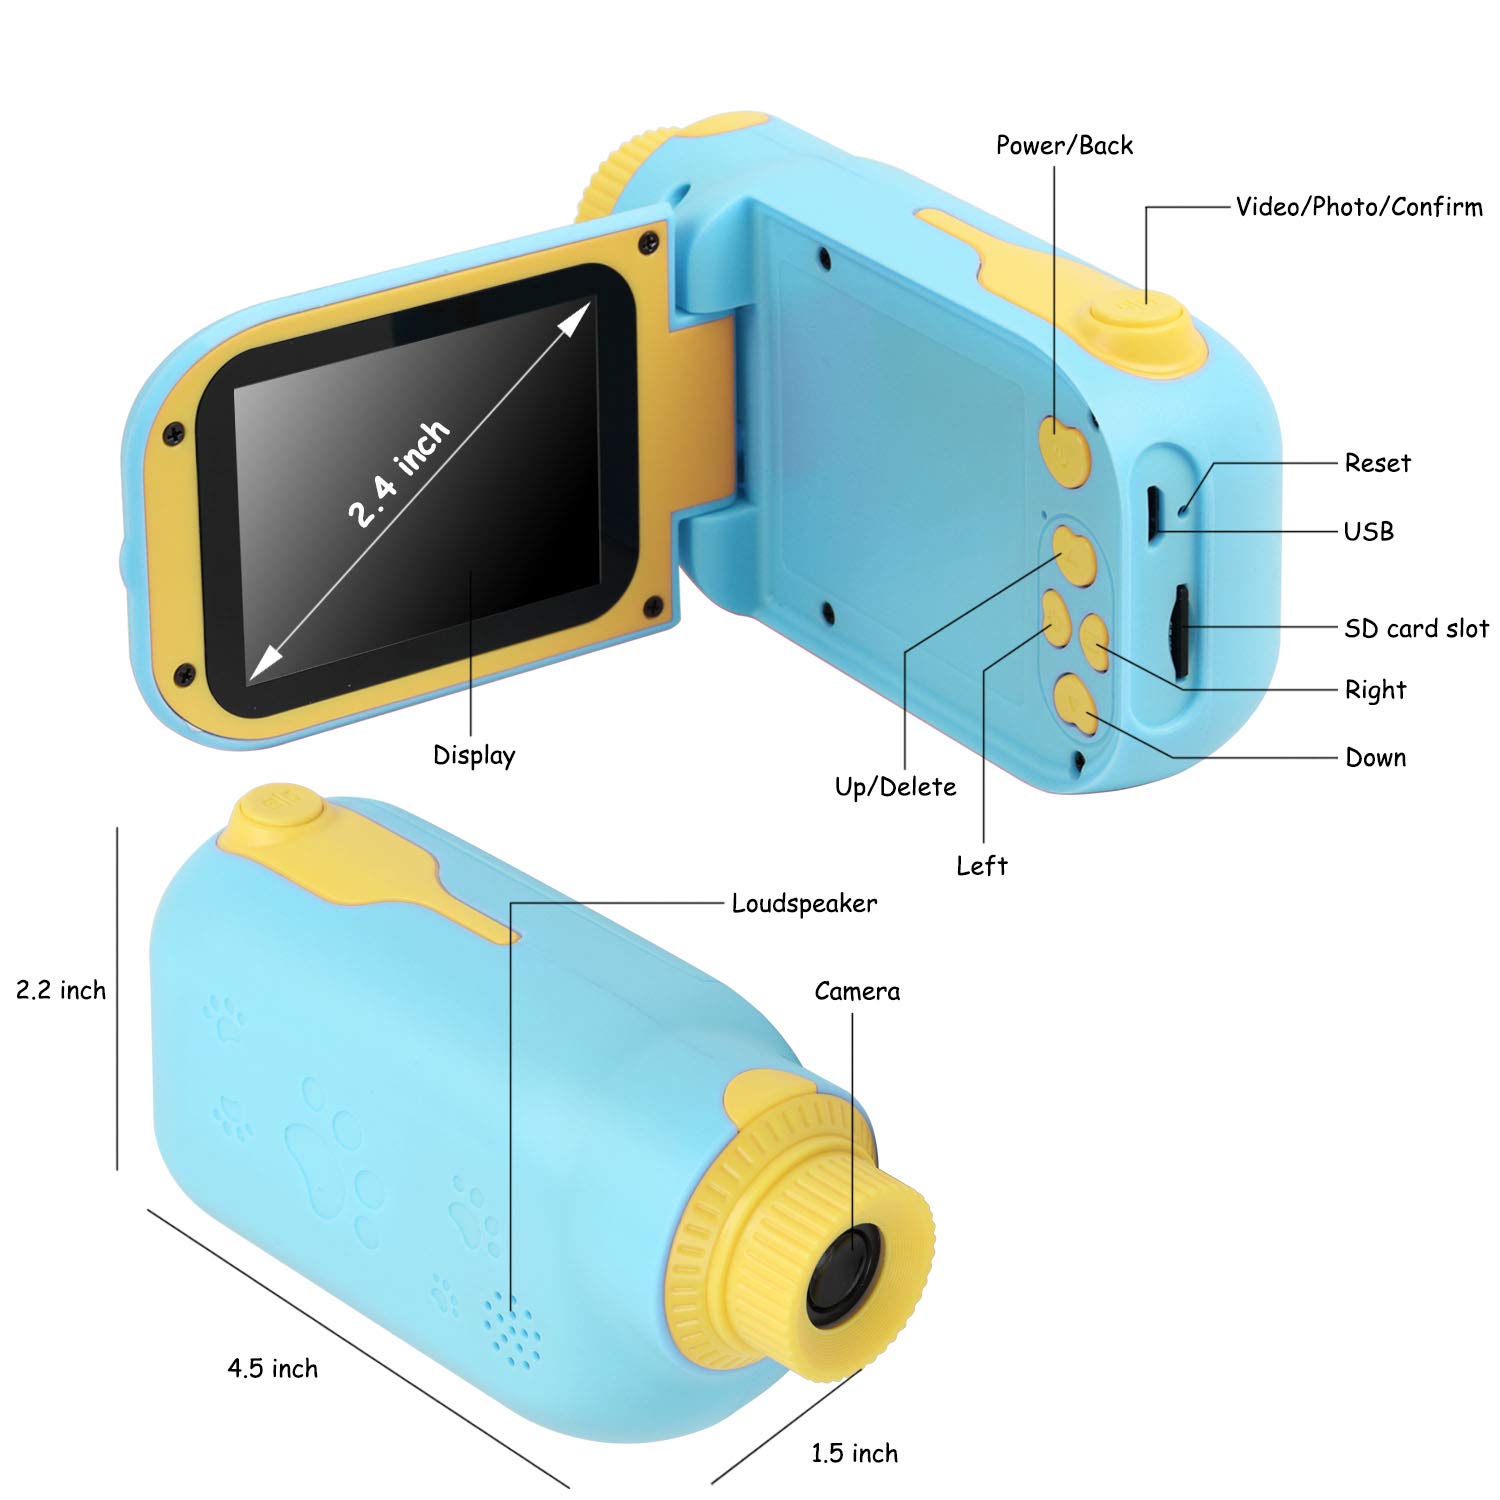 Power/Back
Video/Photo/Confirm
2.4 inch
Reset
USB
SD card slot
Right
Display
Down
Up/Delete
Left
Loudspeaker
2.2 inch
Camera
4.5 inch
1.5 inch